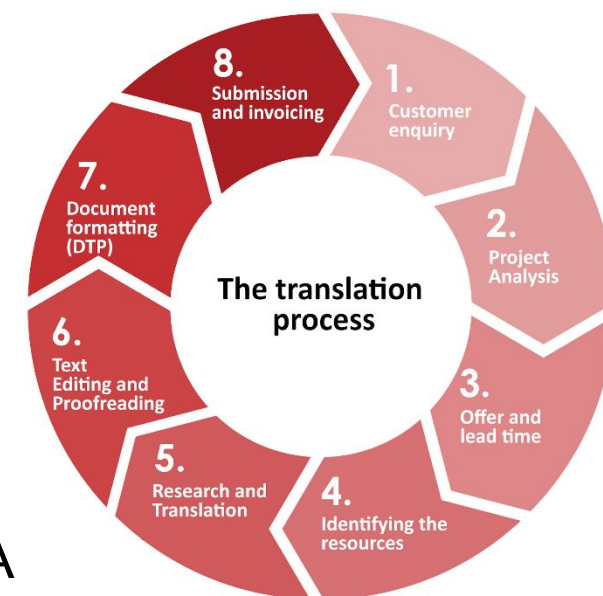 The translation
process
1.
Customer
enquiry
2.
Project
Analysis
3.
Offer and
lead time
4.
Identifying the
resources
5.
Research and
Translation
6.
Text
Editing and
Proofreading
7.
Document
formatting
(DTP)
8.
Submission
and invoicing
A